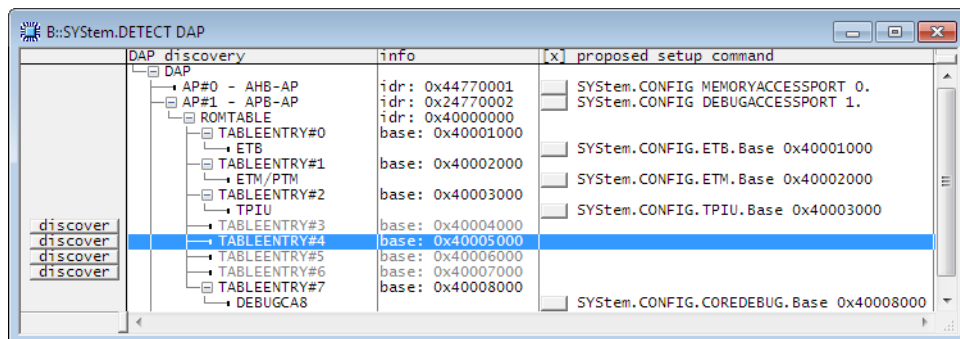 B::SYStem.DETECT DAP
DAP discovery info [x] proposed setup command
DAP
AP#0 - AHB-AP idr: 0x44770001 SYStem.CONFIG MEMORYACCESSPORT 0.
AP#1 - APB-AP idr: 0x24770002 SYStem.CONFIG DEBUGACCESSPORT 1.
ROMTABLE idr: 0x40000000
TABLEENTRY#0 base: 0x40001000
ETB SYStem.CONFIG.ETB.Base 0x40001000
TABLEENTRY#1 base: 0x40002000
ETM/PTM SYStem.CONFIG.ETM.Base 0x40002000
TABLEENTRY#2 base: 0x40003000
TPIU SYStem.CONFIG.TPIU.Base 0x40003000
discover TABLEENTRY#3 base: 0x40004000
discover TABLEENTRY#4 base: 0x40005000
discover TABLEENTRY#5 base: 0x40006000
discover TABLEENTRY#6 base: 0x40007000
TABLEENTRY#7 base: 0x40008000
DEBUGCA8 SYStem.CONFIG.COREDEBUG.Base 0x40008000